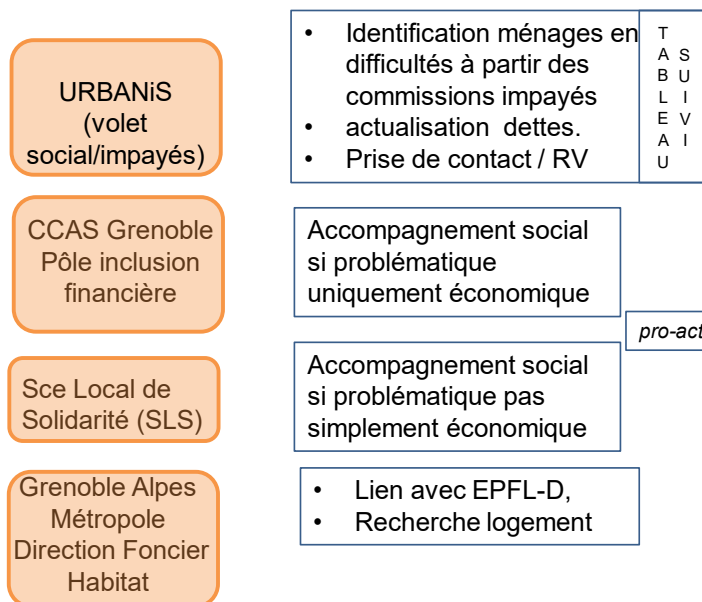 URBANiS
(volet
social/impayés)
• Identification ménages en
difficultés à partir des
commissions impayés
• actualisation dettes.
• Prise de contact / RV
TABLEAU
SUIVI
CCAS Grenoble
Pôle inclusion
financière
Accompagnement social
si problématique
uniquement économique
pro-act
Sce Local de
Solidarité (SLS)
Accompagnement social
si problématique pas
simplement économique
Grenoble Alpes
Métropole
Direction Foncier
Habitat
• Lien avec EPFL-D,
• Recherche logement